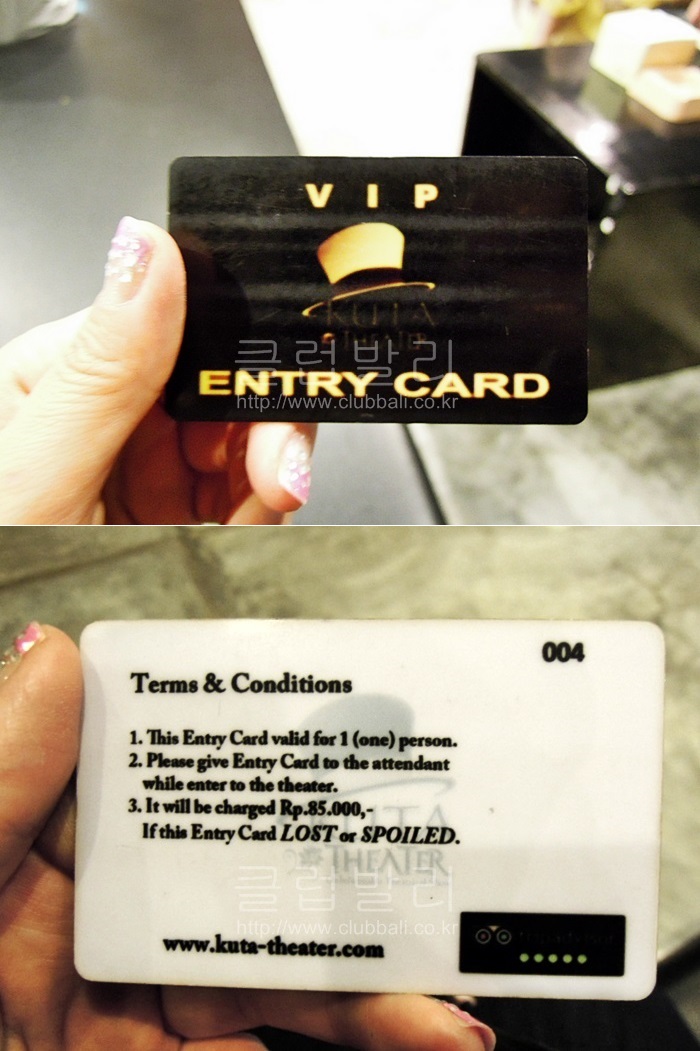 VIP
KUTA
THEATER
클럽발리
ENTRY CARD
http://www.clubbali.co.kr
004
Terms & Conditions
1. This Entry Card valid for 1 (one) person.
2. Please give Entry Card to the attendant
while enter to the theater.
3. It will be charged Rp.85.000,-
If this Entry Card LOST or SPOILED.
KUTA
THEATER
클럽발리
http://www.clubbali.co.kr
www.kuta-theater.com
tripadvisor